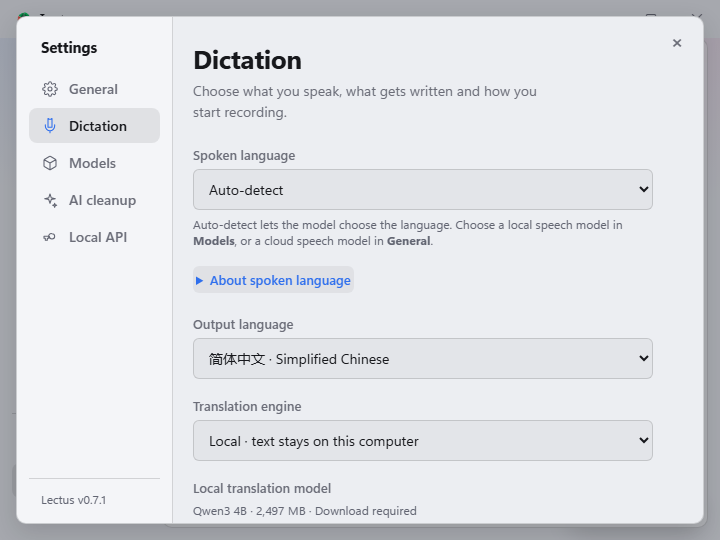 Settings
General
Dictation
Models
AI cleanup
Local API
Lectus v0.7.1
Dictation
Choose what you speak, what gets written and how you
start recording.
Spoken language
Auto-detect
Auto-detect lets the model choose the language. Choose a local speech model in
Models, or a cloud speech model in General.
About spoken language
Output language
简体中文 · Simplified Chinese
Translation engine
Local · text stays on this computer
Local translation model
Qwen3 4B · 2,497 MB · Download required